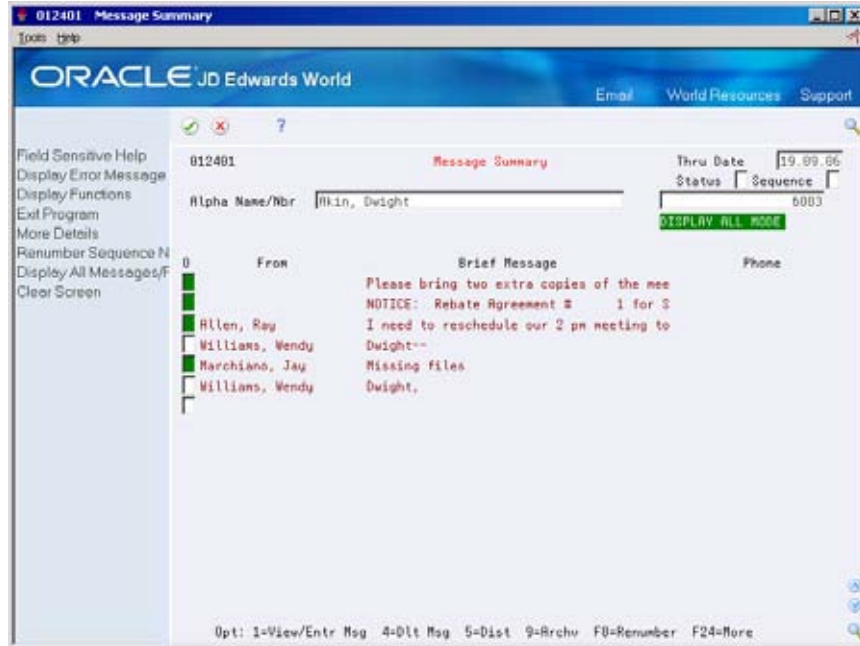 012401 Message Summary
Tools Help
ORACLE JD Edwards World
Email World Resources Support
?
Field Sensitive Help
Display Error Message
Display Functions
Exit Program
More Details
Renumber Sequence N
Display All Messages/F
Clear Screen
012401 Message Summary Thru Date 19.09.06
Status Sequence
Alpha Name/Nbr Akin, Dwight 6003
DISPLAY ALL MODE
O From Brief Message Phone
Please bring two extra copies of the mee
NOTICE: Rebate Agreement # 1 for S
Allen, Ray I need to reschedule our 2 pm meeting to
Williams, Wendy Dwight--
Marchiano, Jay Missing files
Williams, Wendy Dwight,
Opt: 1=View/Entr Msg 4=Dlt Msg 5=Dist 9=Archv F8=Renumber F24=More